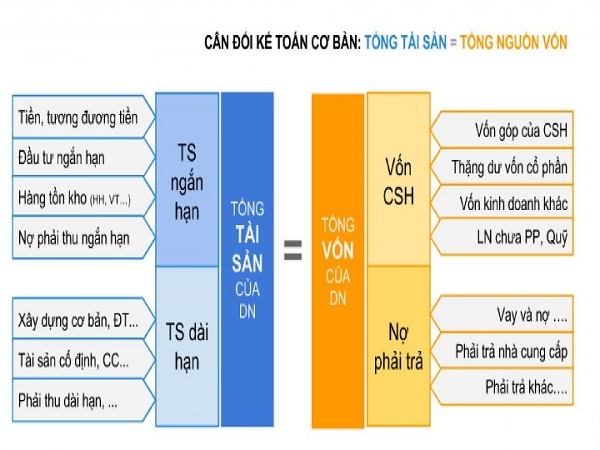 CÂN ĐỐI KẾ TOÁN CƠ BẢN: TỔNG TÀI SẢN = TỔNG NGUỒN VỐN
Tiền, tương đương tiền
Đầu tư ngắn hạn
Hàng tồn kho (HH, VT...)
Nợ phải thu ngắn hạn
TS
ngắn
hạn
Xây dựng cơ bản, ĐT...
Tài sản cố định, CC...
Phải thu dài hạn, ...
TS dài
hạn
TỔNG
TÀI
SẢN
CỦA
DN
=
TỔNG
VỐN
CỦA
DN
Vốn
CSH
Vốn góp của CSH
Thặng dư vốn cổ phần
Vốn kinh doanh khác
LN chưa PP, Quỹ
Nợ
phải trả
Vay và nợ ....
Phải trả nhà cung cấp
Phải trả khác....